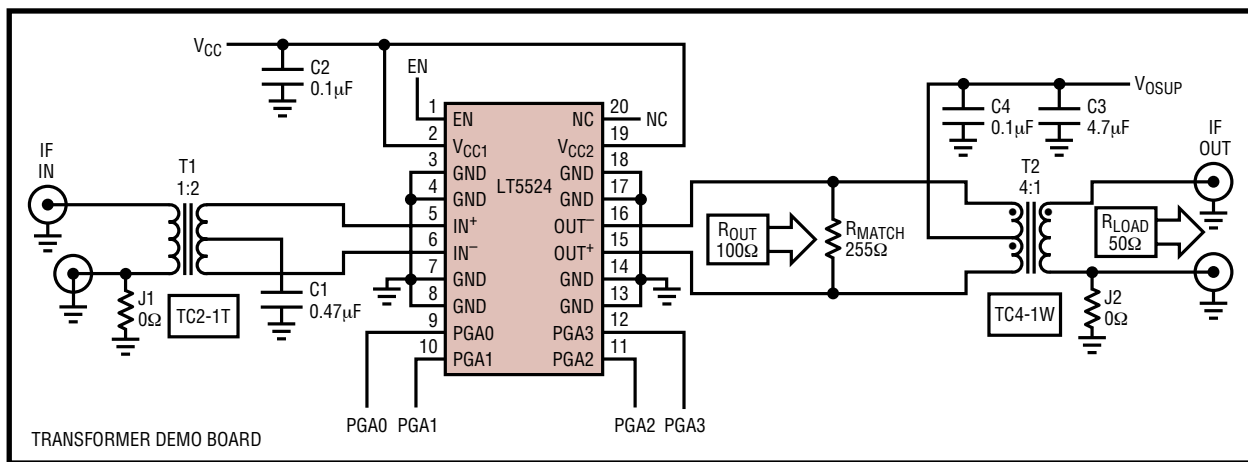 VCC
C2
0.1µF
EN
1
EN
2
VCC1
3
GND
4
GND
5
IN+
6
IN−
7
GND
8
GND
9
PGA0
10
PGA1
LT5524
20
NC
NC
19
VCC2
18
GND
17
GND
16
OUT−
15
OUT+
14
GND
13
GND
12
PGA3
11
PGA2
IF
IN
T1
1:2
J1
0Ω
TC2-1T
C1
0.47µF
PGA0 PGA1
PGA2 PGA3
ROUT
100Ω
RMATCH
255Ω
C4
0.1µF
C3
4.7µF
VOSUP
T2
4:1
IF
OUT
RLOAD
50Ω
TC4-1W
J2
0Ω
TRANSFORMER DEMO BOARD